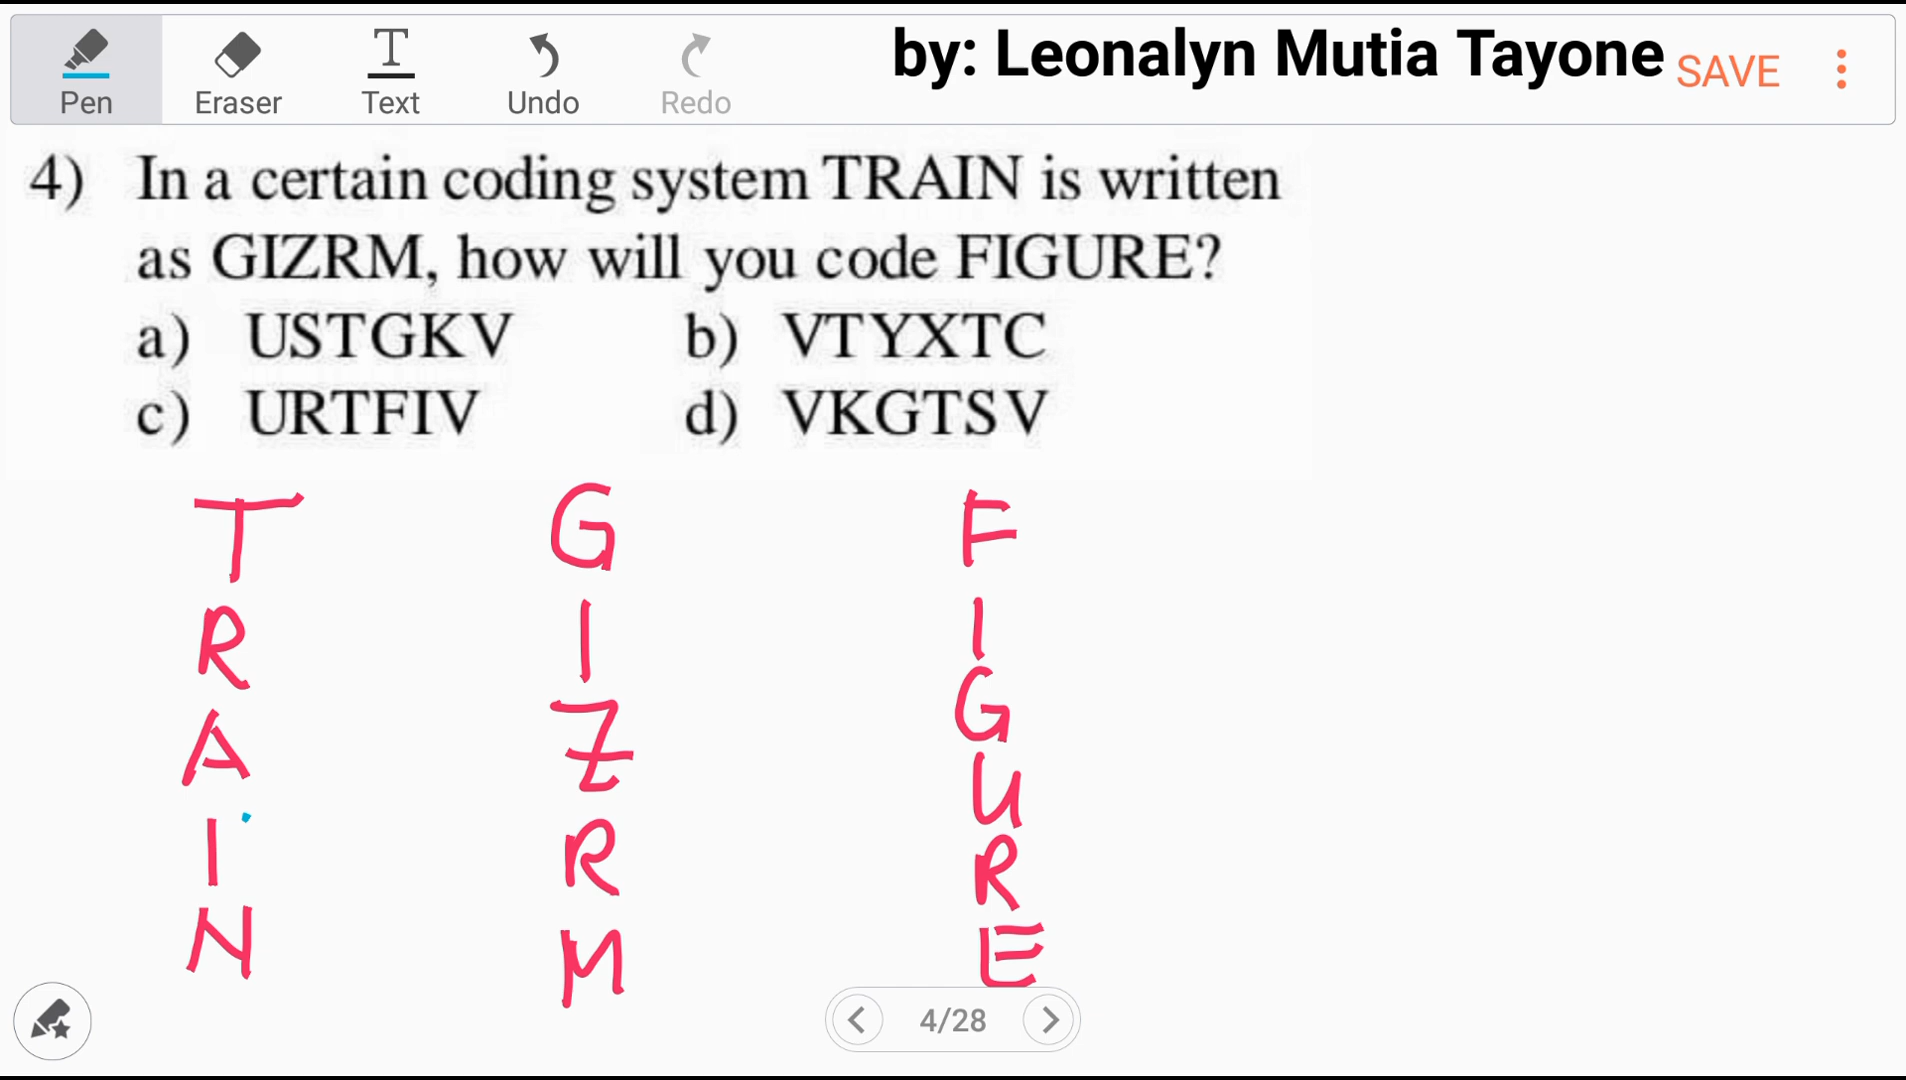 by: Leonalyn Mutia Tayone SAVE
Pen Eraser Text Undo Redo
4) In a certain coding system TRAIN is written
as GIZRM, how will you code FIGURE?
a) USTGKV b) VTYXTC
c) URTFIV d) VKGTSV
T G F
R I I
A Z G
I R U
N M R
E
4/28